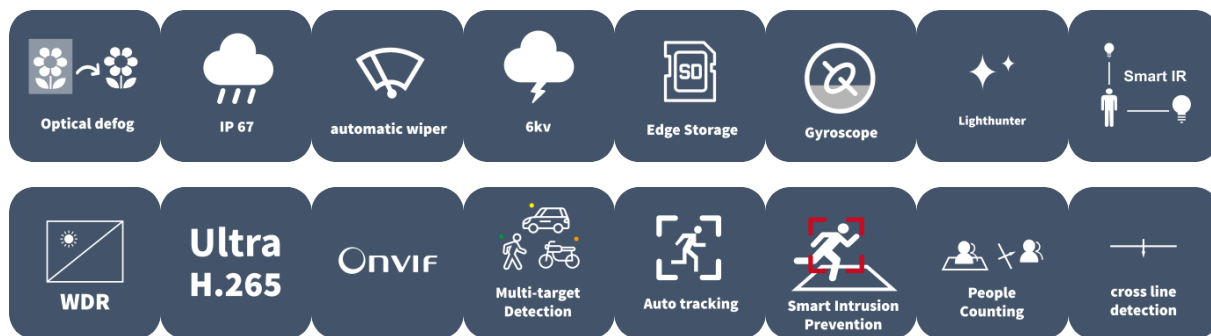 Optical defog
IP 67
automatic wiper
6kv
SD
Edge Storage
Gyroscope
Lighthunter
Smart IR
WDR
Ultra
H.265
ONVIF
Multi-target
Detection
Auto tracking
Smart Intrusion
Prevention
People
Counting
cross line
detection